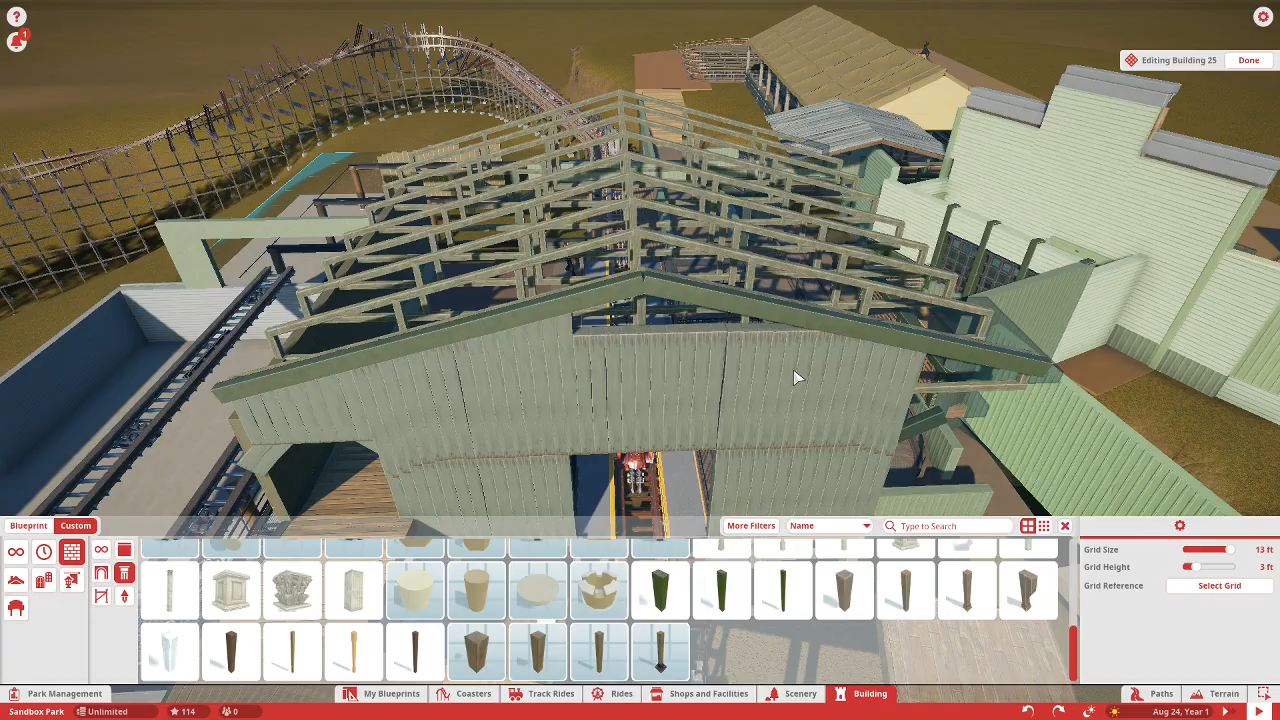 ?
1
Editing Building 25 Done
Blueprint Custom More Filters Name Type to Search
Grid Size 13 ft
Grid Height 3 ft
Grid Reference Select Grid
Park Management My Blueprints Coasters Track Rides Rides Shops and Facilities Scenery Building Paths Terrain
Sandbox Park Unlimited 114 0 Aug 24, Year 1